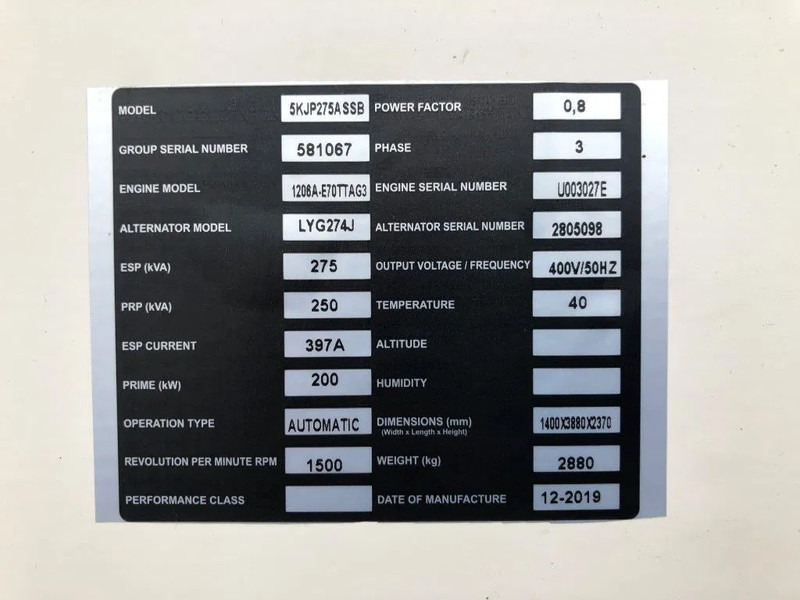 MODEL 5KJP275ASSB POWER FACTOR 0,8
GROUP SERIAL NUMBER 581067 PHASE 3
ENGINE MODEL 1206A-E70TTAG3 ENGINE SERIAL NUMBER U003027E
ALTERNATOR MODEL LYG274J ALTERNATOR SERIAL NUMBER 2805098
ESP (kVA) 275 OUTPUT VOLTAGE / FREQUENCY 400V/50HZ
PRP (kVA) 250 TEMPERATURE 40
ESP CURRENT 397A ALTITUDE
PRIME (kW) 200 HUMIDITY
OPERATION TYPE AUTOMATIC DIMENSIONS (mm) 1400X3880X2370
(Width x Length x Height)
REVOLUTION PER MINUTE RPM 1500 WEIGHT (kg) 2880
PERFORMANCE CLASS DATE OF MANUFACTURE 12-2019